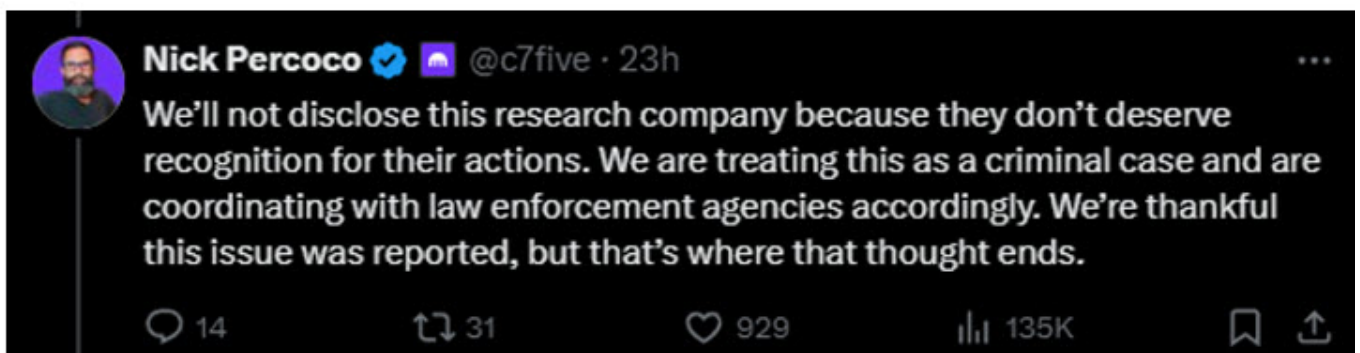 Nick Percoco @c7five · 23h
We’ll not disclose this research company because they don’t deserve
recognition for their actions. We are treating this as a criminal case and are
coordinating with law enforcement agencies accordingly. We’re thankful
this issue was reported, but that’s where that thought ends.
14 31 929 135K